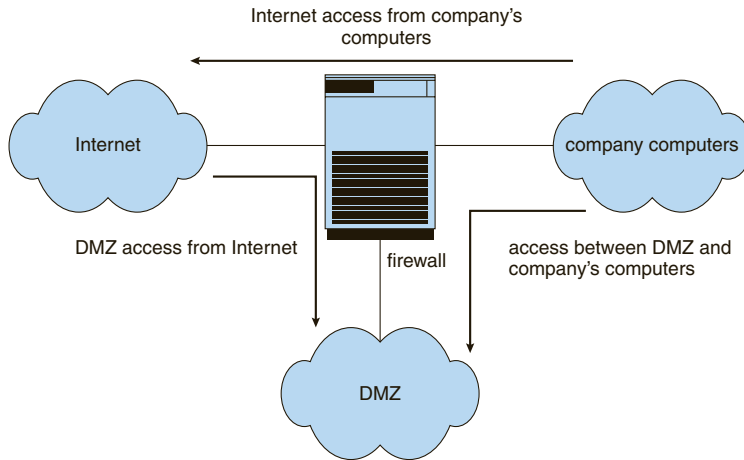 Internet access from company's
computers
Internet
company computers
DMZ access from Internet
firewall
access between DMZ and
company's computers
DMZ